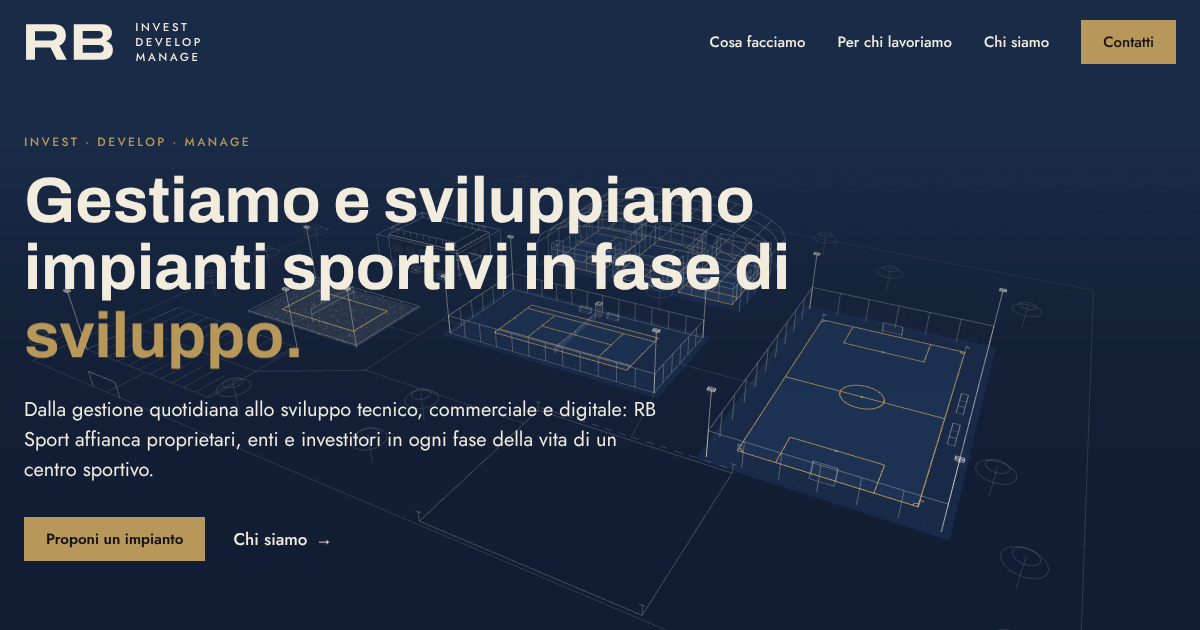 RB
INVEST
DEVELOP
MANAGE
Cosa facciamo
Per chi lavoriamo
Chi siamo
Contatti
INVEST · DEVELOP · MANAGE
Gestiamo e sviluppiamo
impianti sportivi in fase di
sviluppo.
Dalla gestione quotidiana allo sviluppo tecnico, commerciale e digitale: RB
Sport affianca proprietari, enti e investitori in ogni fase della vita di un
centro sportivo.
Proponi un impianto
Chi siamo →